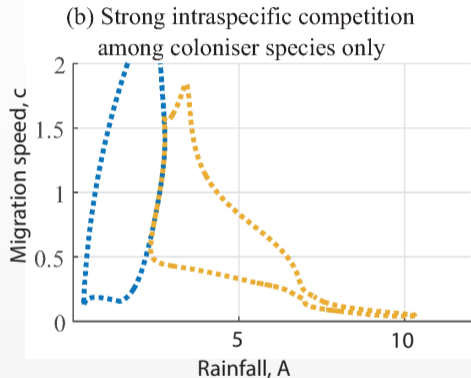 (b) Strong intraspecific competition
among coloniser species only
2
1.5
1
0.5
0
5
10
Migration speed, c
Rainfall, A